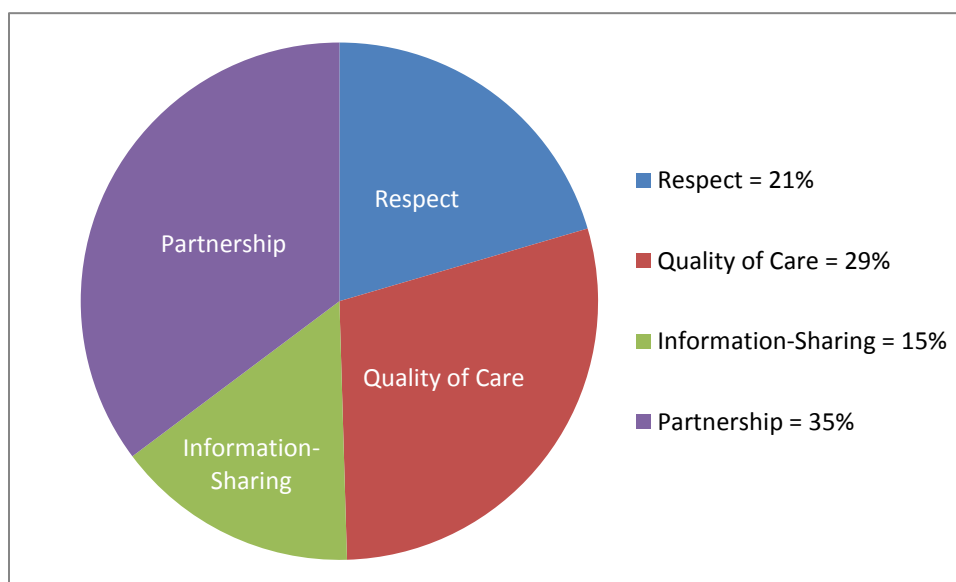 Respect
Partnership
Quality of Care
Information-
Sharing
Respect = 21%
Quality of Care = 29%
Information-Sharing = 15%
Partnership = 35%